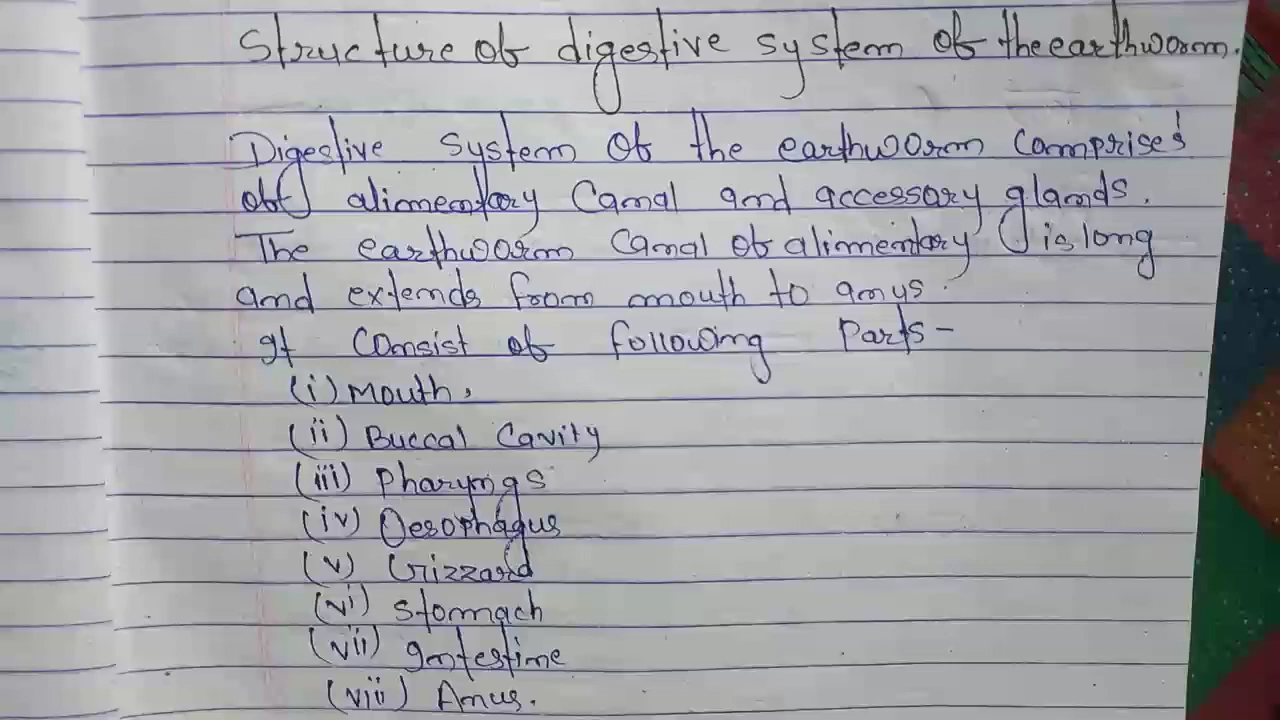 Structure of digestive system of the earthworm.
Digestive system of the earthworm comprises
of alimentary Canal and accessary glands.
The earthworm Canal of alimentary is long
and extends from mouth to anus.
It Consist of following Parts-
(i) Mouth,
(ii) Buccal Cavity
(iii) Pharyngs
(iv) Oesophagus
(v) Gizzard
(vi) Stomach
(vii) Intestine
(viii) Anus.